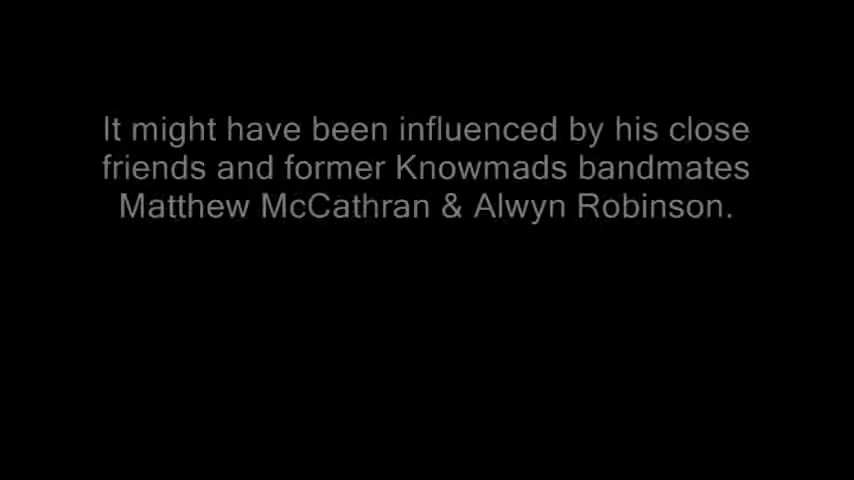 It might have been influenced by his close
friends and former Knowmads bandmates
Matthew McCathran & Alwyn Robinson.